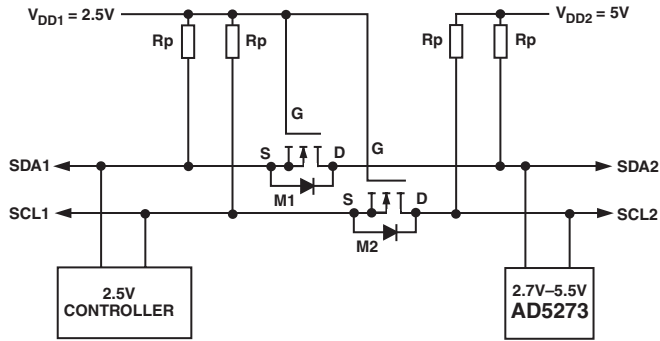 VDD1 = 2.5V
VDD2 = 5V
Rp
Rp
Rp
Rp
G
G
S
D
SDA1
SDA2
M1
S
D
SCL1
SCL2
M2
2.5V
CONTROLLER
2.7V–5.5V
AD5273